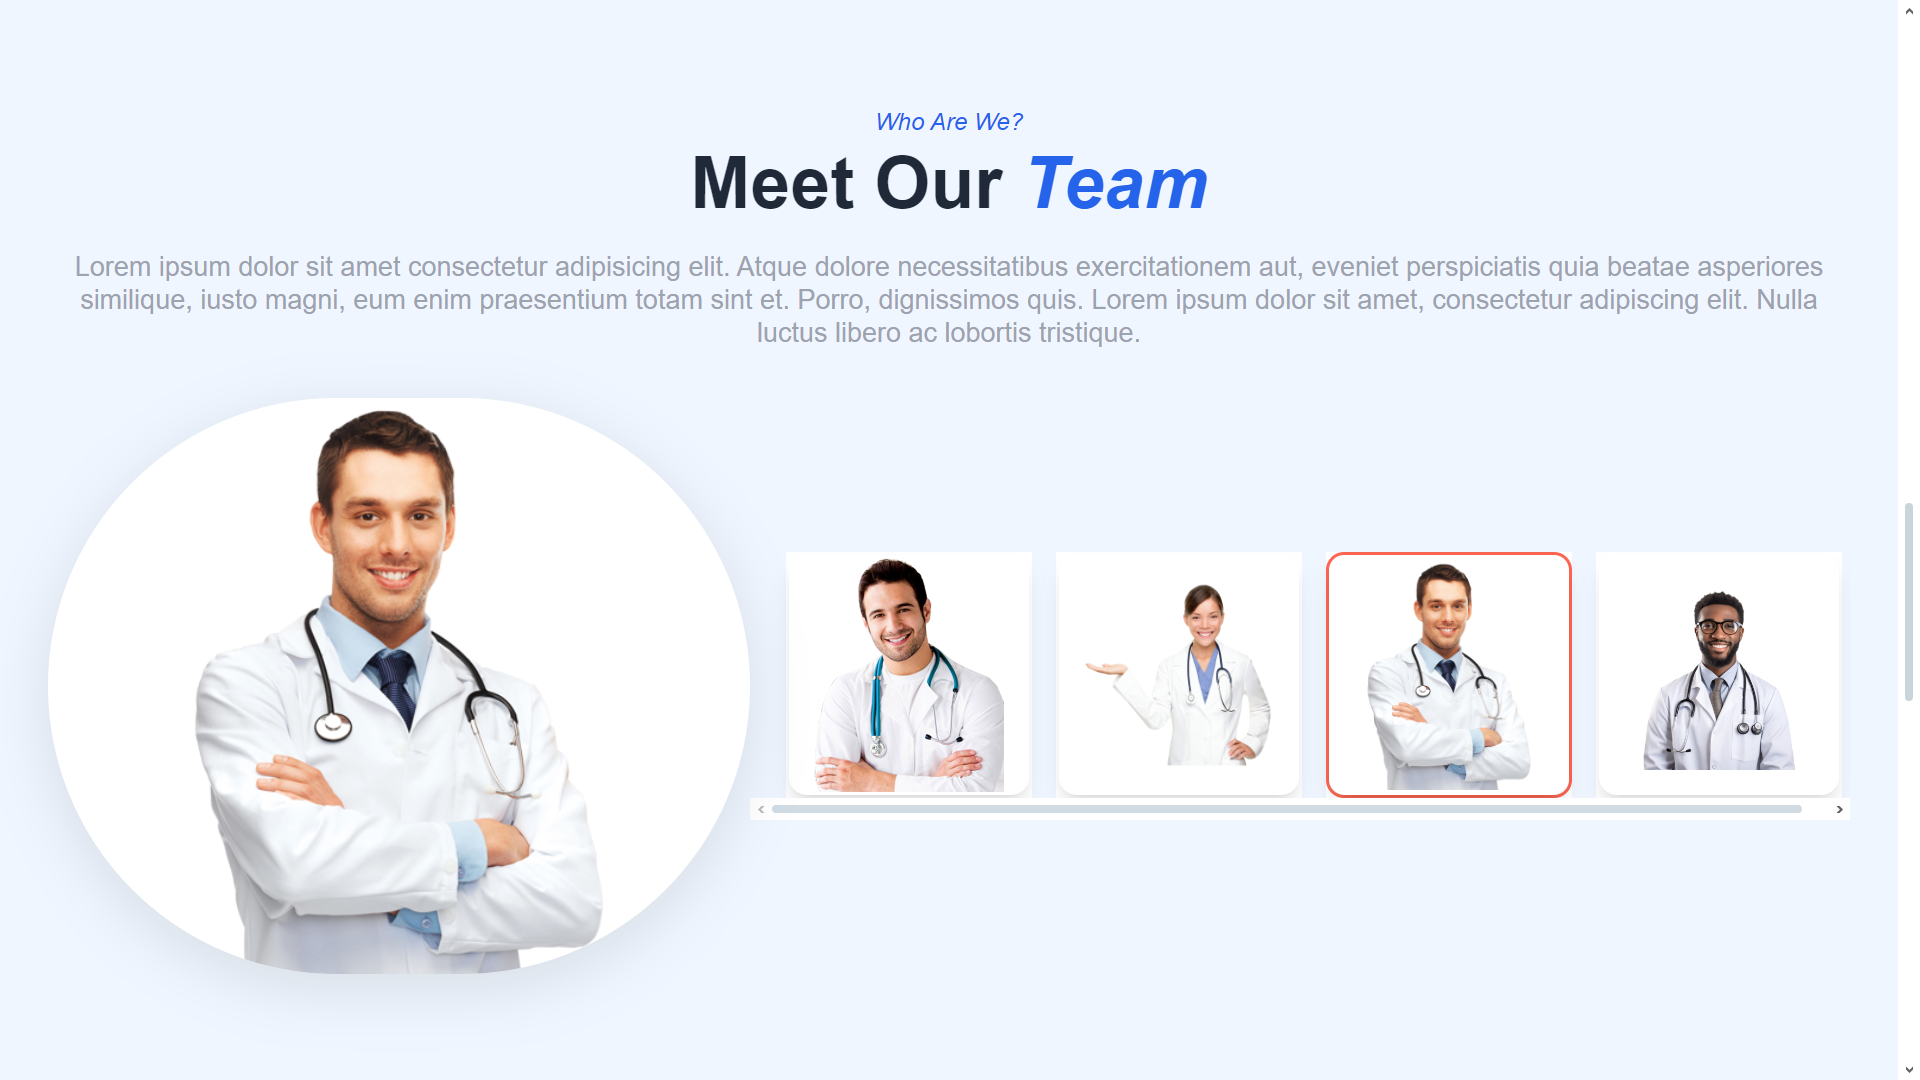 Who Are We?
Meet Our Team
Lorem ipsum dolor sit amet consectetur adipisicing elit. Atque dolore necessitatibus exercitationem aut, eveniet perspiciatis quia beatae asperiores
similique, iusto magni, eum enim praesentium totam sint et. Porro, dignissimos quis. Lorem ipsum dolor sit amet, consectetur adipiscing elit. Nulla
luctus libero ac lobortis tristique.